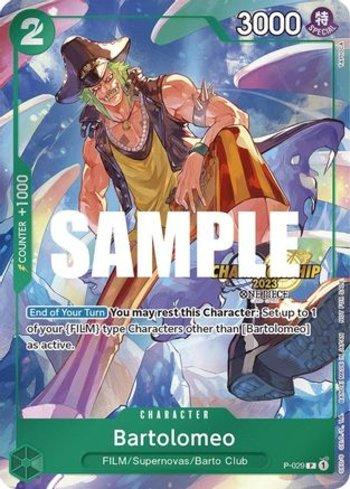 2
3000
特
SPECIAL
COUNTER +1000
SAMPLE
CHAMPIONSHIP
2023
ONE PIECE
End of Your Turn You may rest this Character: Set up to 1
of your {FILM} type Characters other than [Bartolomeo]
as active.
CHARACTER
Bartolomeo
FILM/Supernovas/Barto Club
P-029 P 1